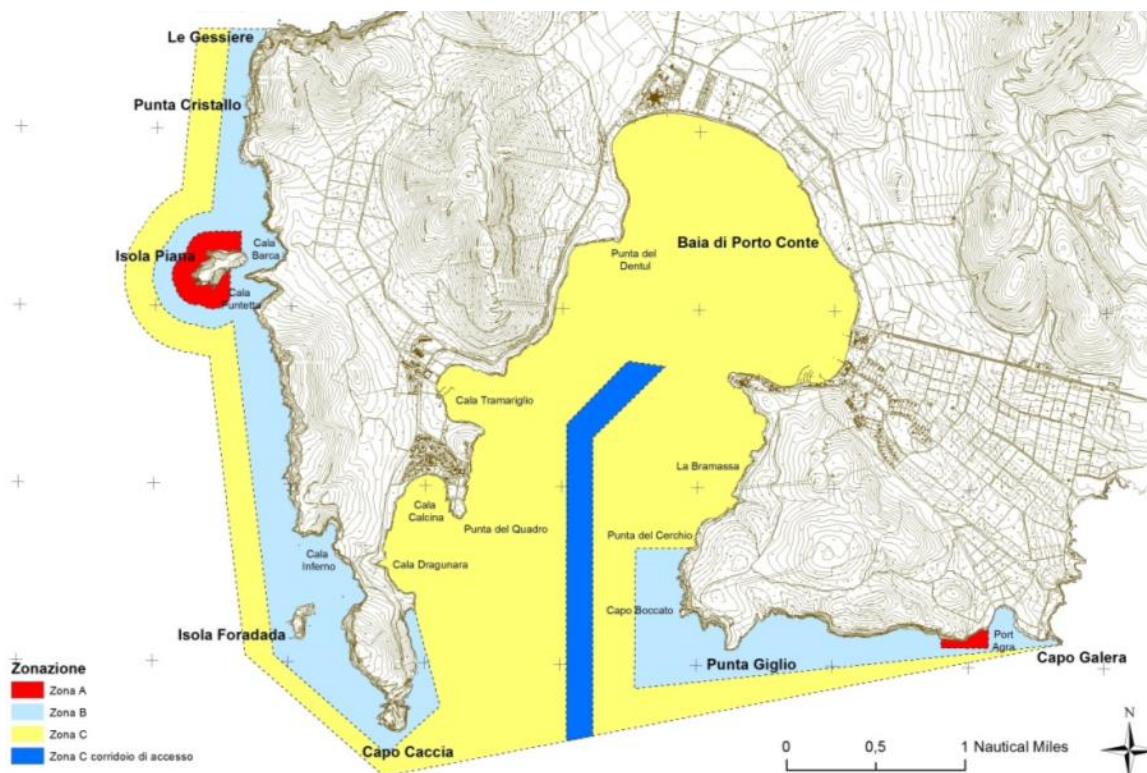 Le Gessiere
Punta Cristallo
Isola Piana
Cala
Barca
Cala
Puntetta
Baia di Porto Conte
Punta del
Dentul
Cala Tramariglio
La Bramassa
Cala
Calcina
Punta del Quadro
Punta del Cerchio
Cala
Inferno
Cala Dragunara
Capo Boccato
Isola Foradada
Port
Agra
Punta Giglio
Capo Galera
Capo Caccia
Zonazione
Zona A
Zona B
Zona C
Zona C corridoio di accesso
0 0,5 1 Nautical Miles
N